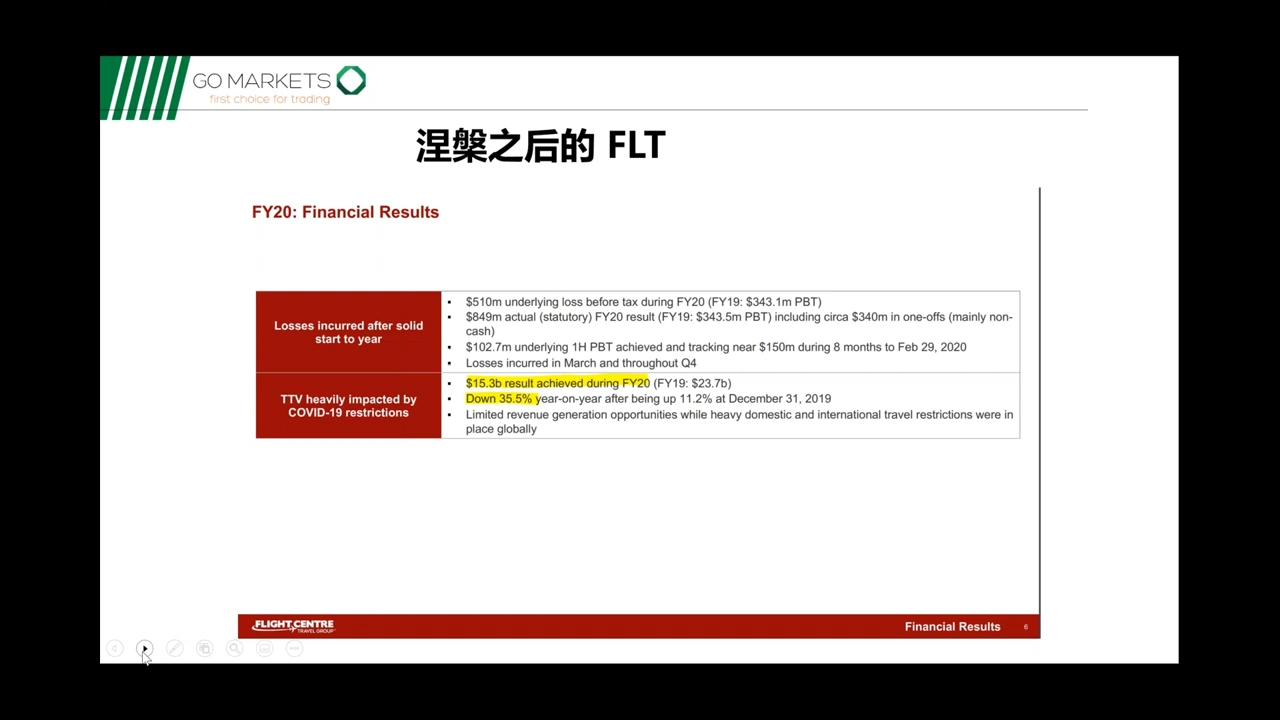 GO MARKETS
first choice for trading
涅槃之后的 FLT
FY20: Financial Results
Losses incurred after solid
start to year
▪ $510m underlying loss before tax during FY20 (FY19: $343.1m PBT)
▪ $849m actual (statutory) FY20 result (FY19: $343.5m PBT) including circa $340m in one-offs (mainly non-
cash)
▪ $102.7m underlying 1H PBT achieved and tracking near $150m during 8 months to Feb 29, 2020
▪ Losses incurred in March and throughout Q4
TTV heavily impacted by
COVID-19 restrictions
▪ $15.3b result achieved during FY20 (FY19: $23.7b)
▪ Down 35.5% year-on-year after being up 11.2% at December 31, 2019
▪ Limited revenue generation opportunities while heavy domestic and international travel restrictions were in
place globally
FLIGHT CENTRE
TRAVEL GROUP
Financial Results 6